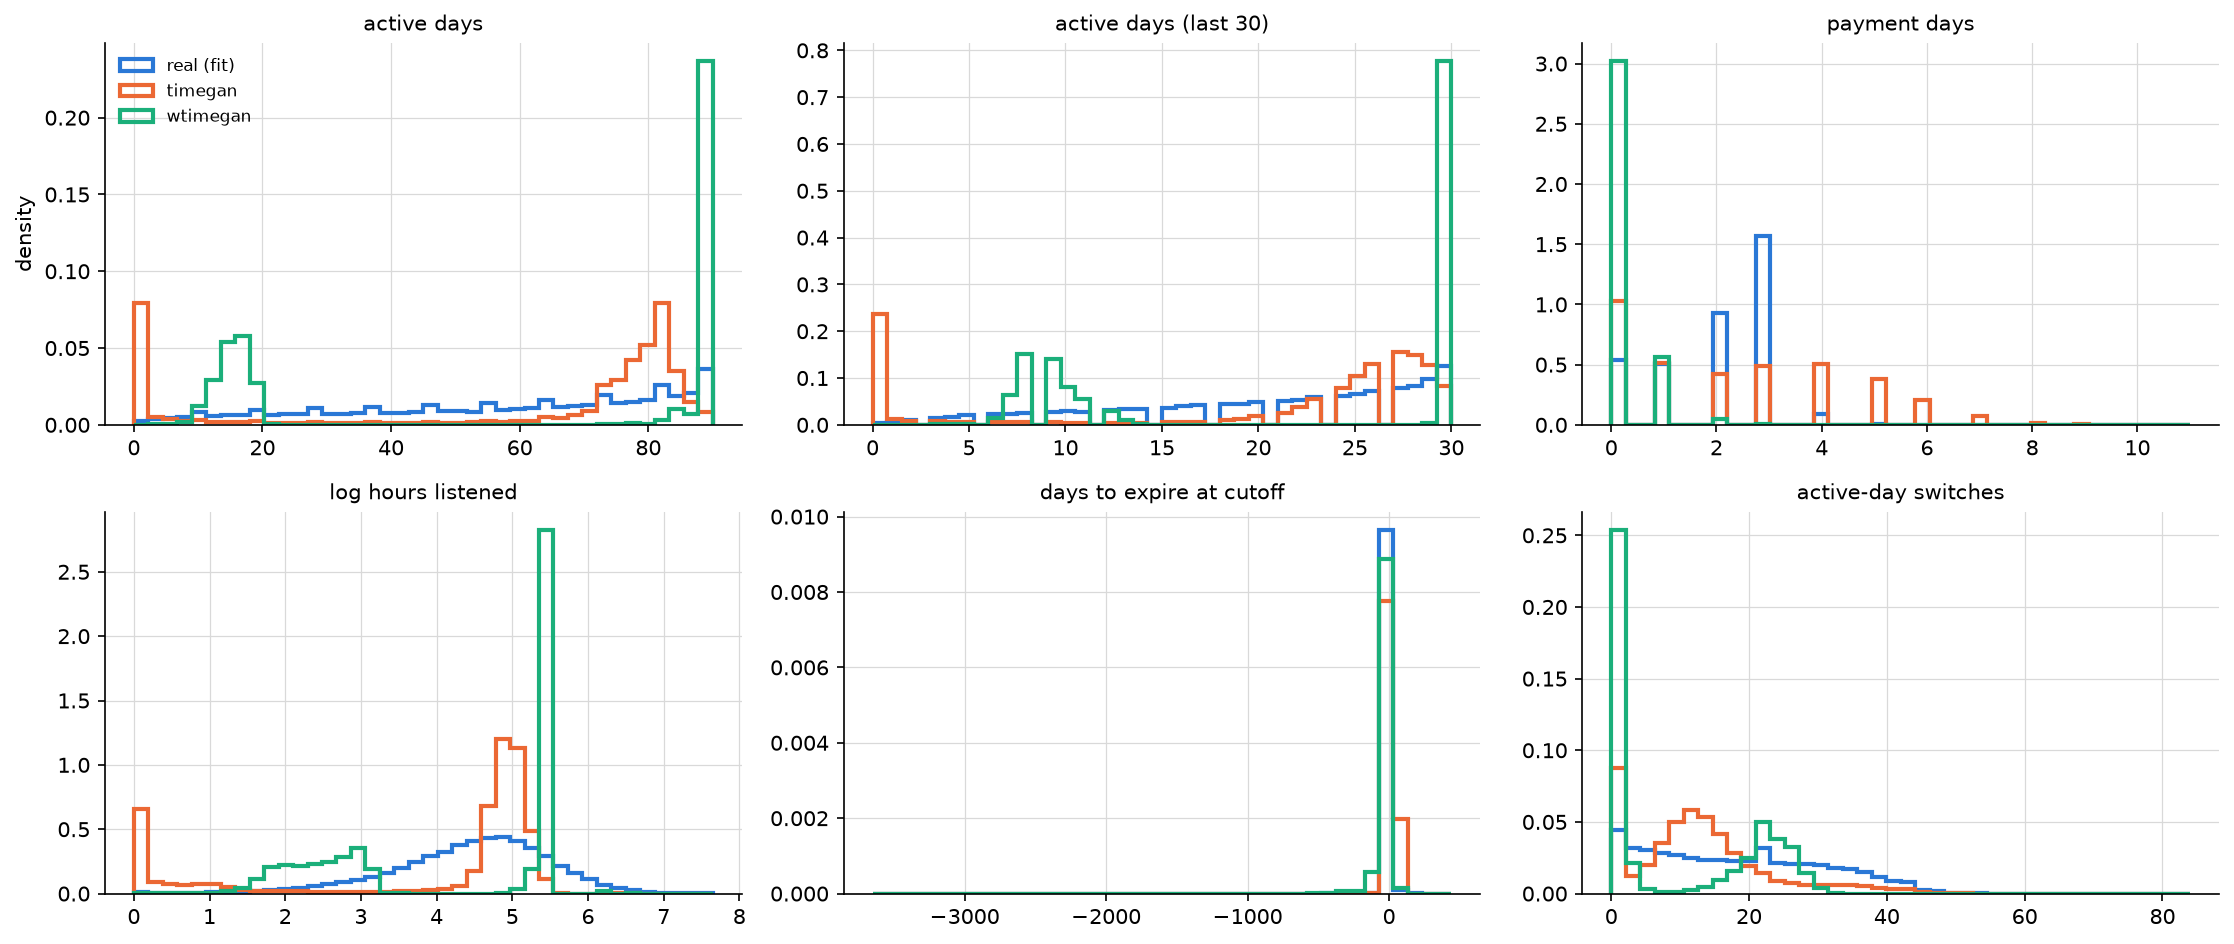 active days
density
0.20
0.15
0.10
0.05
0.00
0 20 40 60 80
real (fit)
timegan
wtimegan
active days (last 30)
0.8
0.7
0.6
0.5
0.4
0.3
0.2
0.1
0.0
0 5 10 15 20 25 30
payment days
3.0
2.5
2.0
1.5
1.0
0.5
0.0
0 2 4 6 8 10
log hours listened
2.5
2.0
1.5
1.0
0.5
0.0
0 1 2 3 4 5 6 7 8
days to expire at cutoff
0.010
0.008
0.006
0.004
0.002
0.000
−3000 −2000 −1000 0
active-day switches
0.25
0.20
0.15
0.10
0.05
0.00
0 20 40 60 80